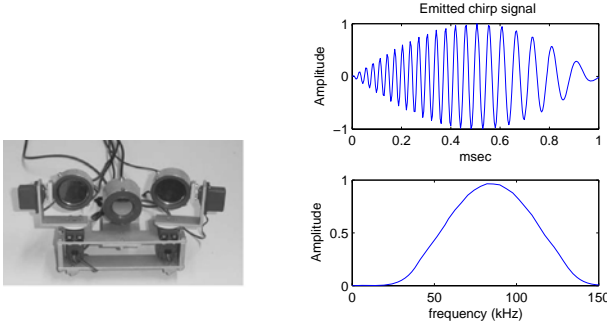 Emitted chirp signal
Amplitude
1
0
−1
0 0.2 0.4 0.6 0.8 1
msec
Amplitude
1
0.5
0
0 50 100 150
frequency (kHz)